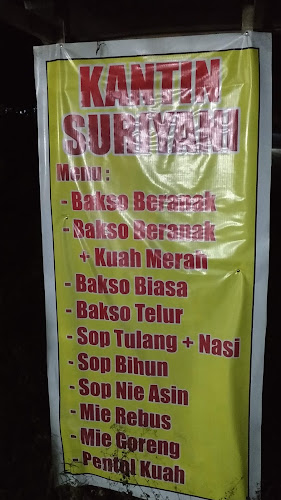 KANTIN
SURIYANI
Menu :
- Bakso Beranak
- Bakso Beranak
+ Kuah Merah
- Bakso Biasa
- Bakso Telur
- Sop Tulang + Nasi
- Sop Bihun
- Sop Nie Asin
- Mie Rebus
- Mie Goreng
- Pentol Kuah